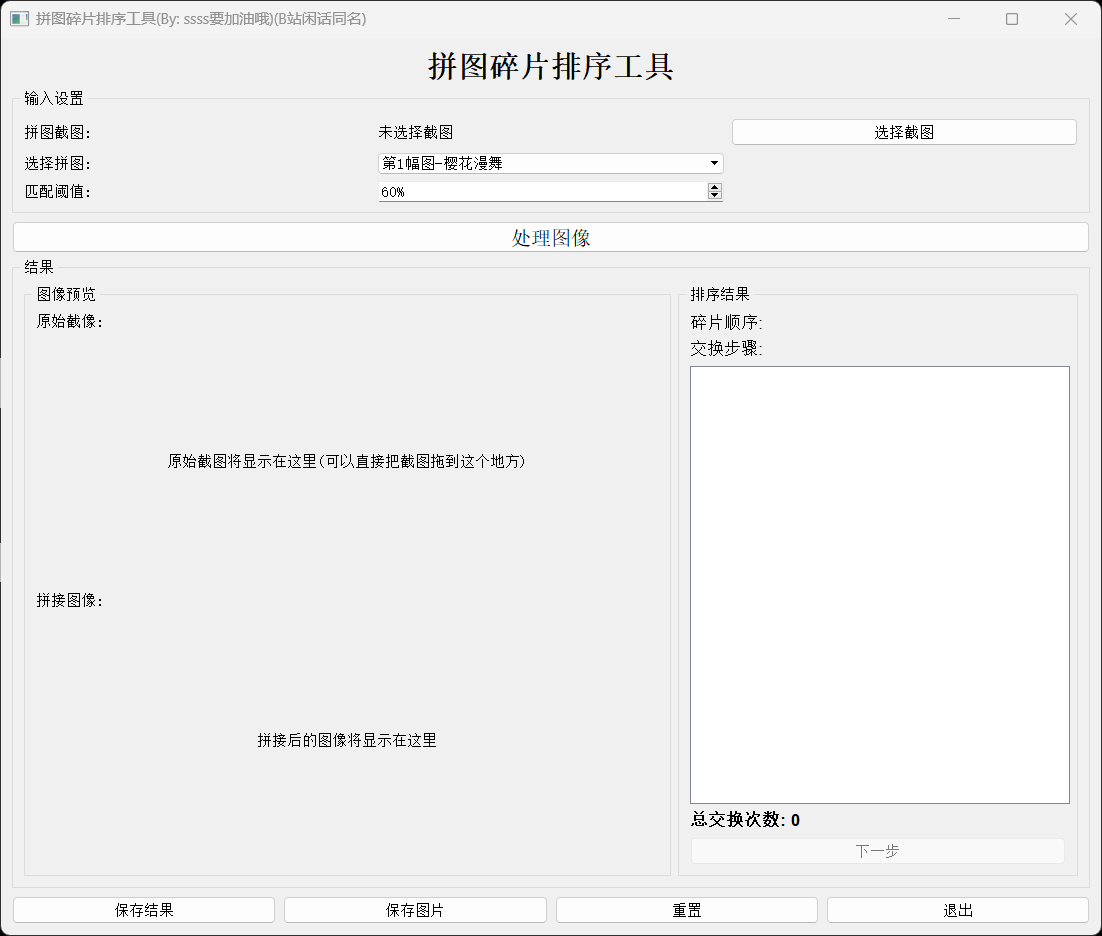 拼图碎片排序工具(By: ssss要加油哦)(B站闲话同名)
拼图碎片排序工具
输入设置
拼图截图:
未选择截图
选择截图
选择拼图:
第1幅图-樱花漫舞
匹配阈值:
60%
处理图像
结果
图像预览
原始截像:
原始截图将显示在这里(可以直接把截图拖到这个地方)
拼接图像:
拼接后的图像将显示在这里
排序结果
碎片顺序:
交换步骤:
总交换次数: 0
下一步
保存结果
保存图片
重置
退出